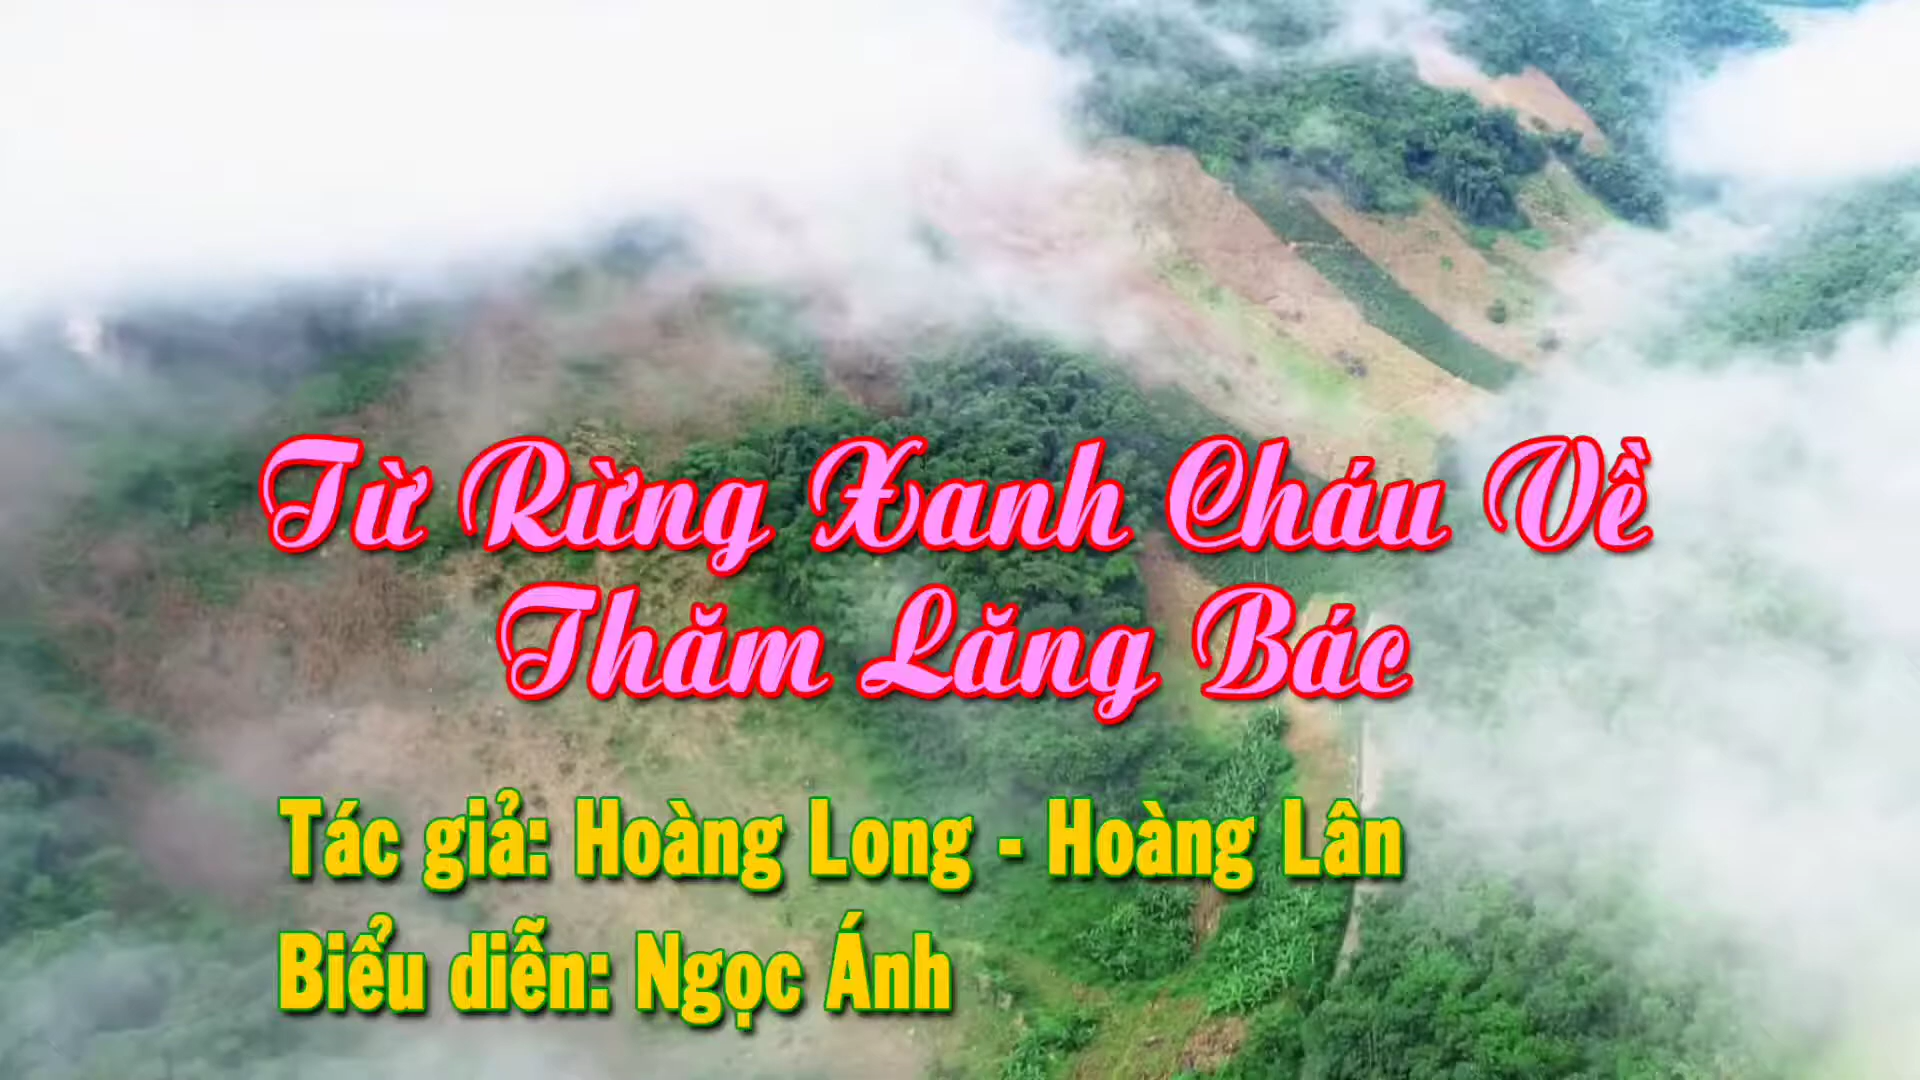 Từ Rừng Xanh Cháu Về
Thăm Lăng Bác
Tác giả: Hoàng Long - Hoàng Lân
Biểu diễn: Ngọc Ánh